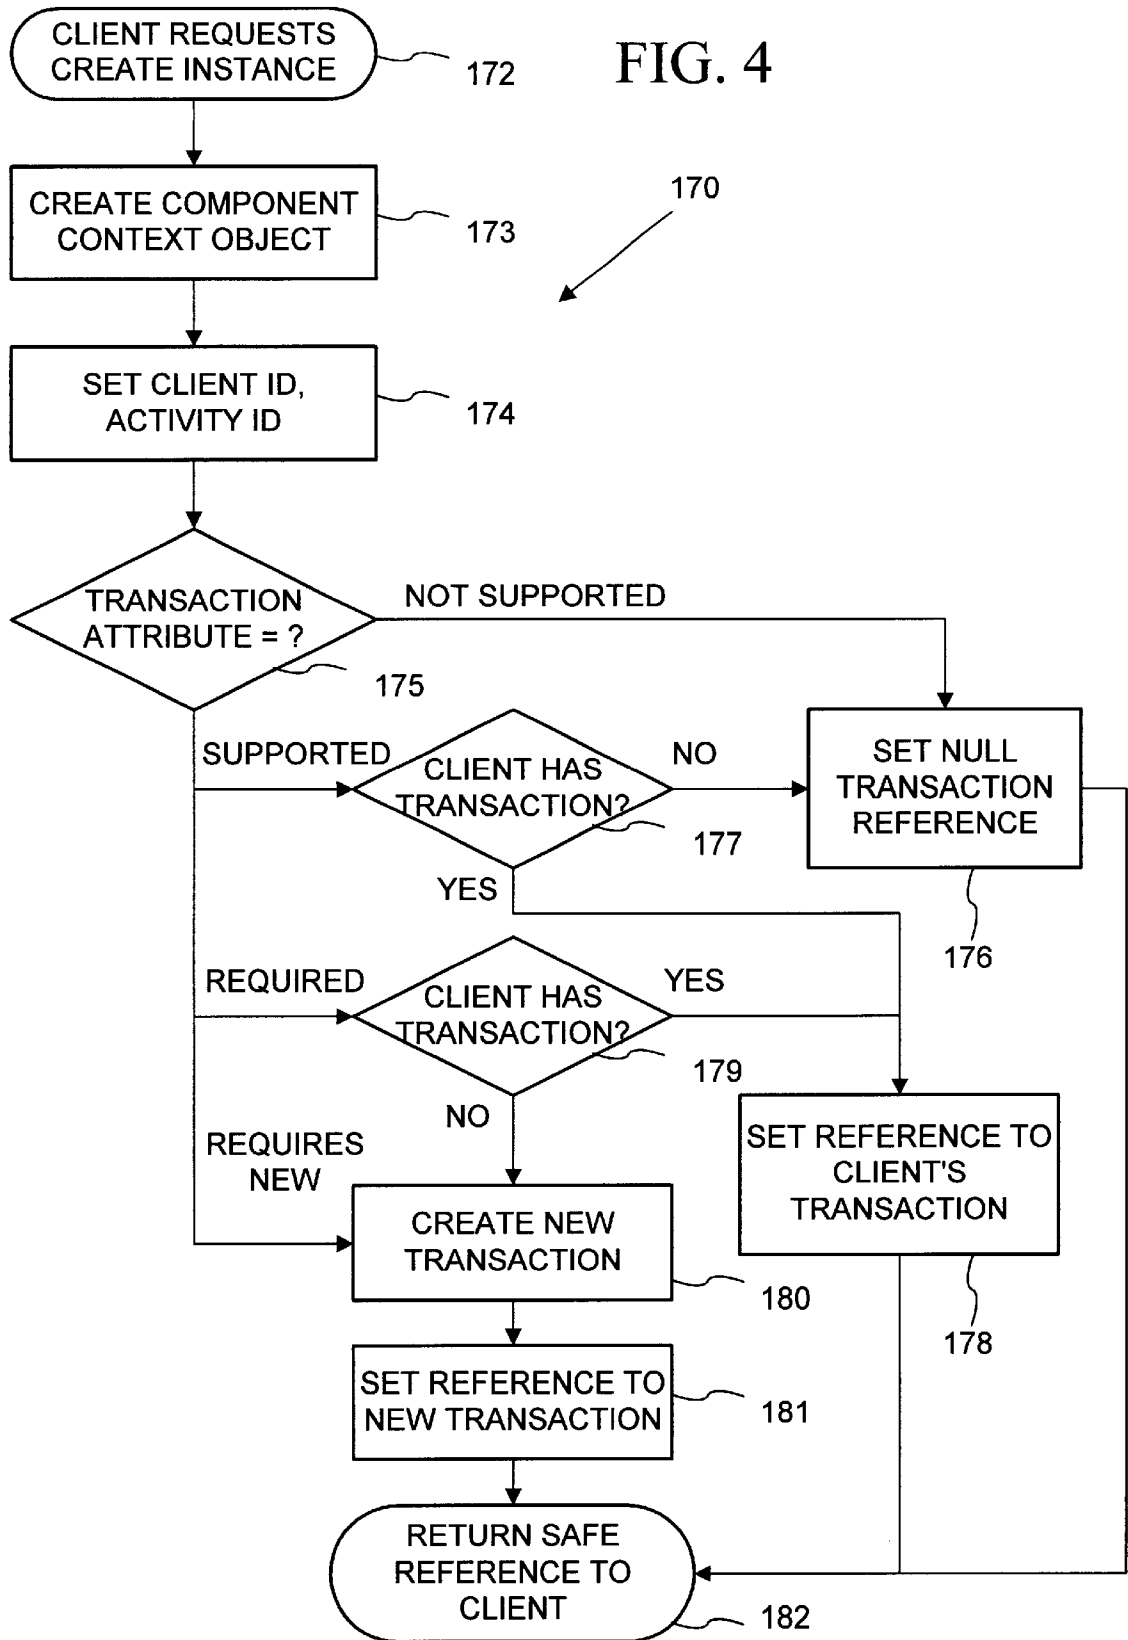 CLIENT REQUESTS
CREATE INSTANCE
172
FIG. 4
CREATE COMPONENT
CONTEXT OBJECT
173
170
SET CLIENT ID,
ACTIVITY ID
174
TRANSACTION
ATTRIBUTE = ?
175
NOT SUPPORTED
SUPPORTED
CLIENT HAS
TRANSACTION?
177
NO
YES
SET NULL
TRANSACTION
REFERENCE
176
REQUIRED
CLIENT HAS
TRANSACTION?
179
YES
NO
SET REFERENCE TO
CLIENT'S
TRANSACTION
178
REQUIRES
NEW
CREATE NEW
TRANSACTION
180
SET REFERENCE TO
NEW TRANSACTION
181
RETURN SAFE
REFERENCE TO
CLIENT
182